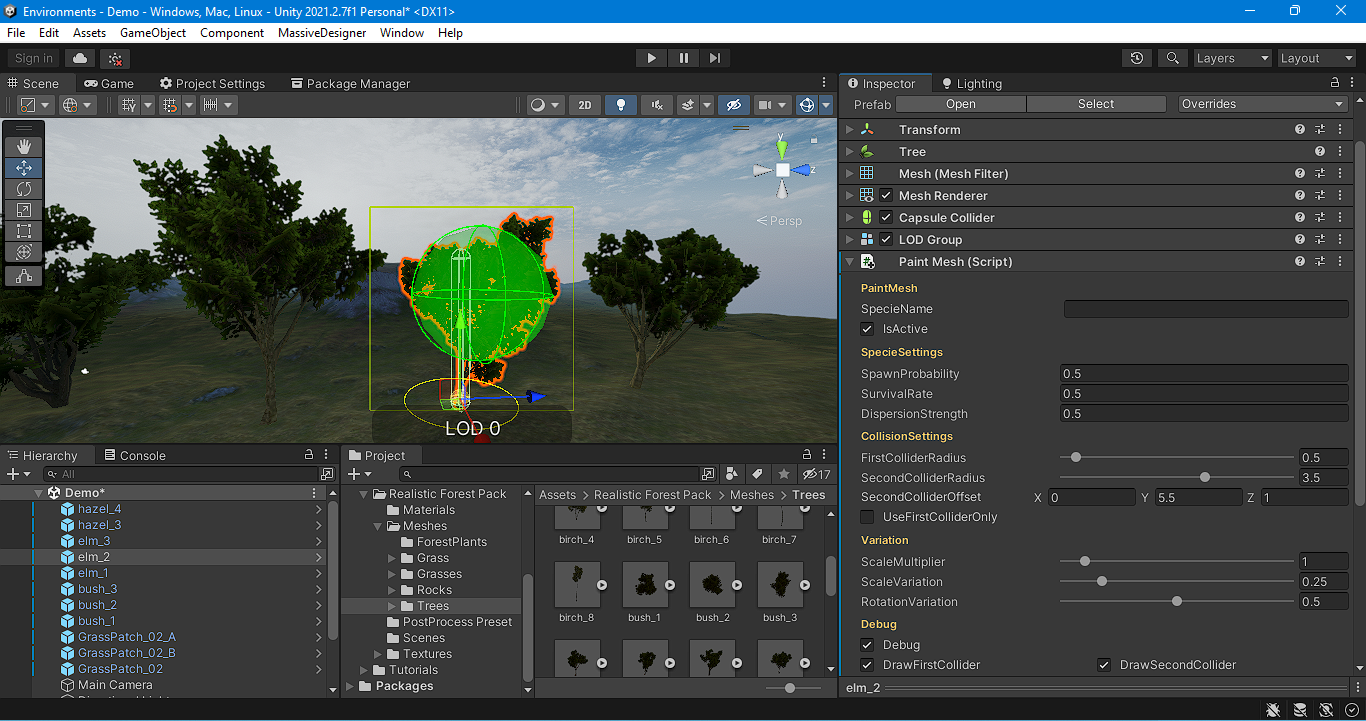 Environments - Demo - Windows, Mac, Linux - Unity 2021.2.7f1 Personal* <DX11>
File Edit Assets GameObject Component MassiveDesigner Window Help
Sign in Layers Layout
Scene Game Project Settings Package Manager
2D
y
z
Persp
LOD 0
Hierarchy Console
All
Demo*
hazel_4
hazel_3
elm_3
elm_2
elm_1
bush_3
bush_2
bush_1
GrassPatch_02_A
GrassPatch_02_B
GrassPatch_02
Main Camera
Project
17
Realistic Forest Pack
Materials
Meshes
ForestPlants
Grass
Grasses
Rocks
Trees
PostProcess Preset
Scenes
Textures
Tutorials
Packages
Assets > Realistic Forest Pack > Meshes > Trees
birch_4 birch_5 birch_6 birch_7
birch_8 bush_1 bush_2 bush_3
Inspector Lighting
Prefab Open Select Overrides
Transform
Tree
Mesh (Mesh Filter)
Mesh Renderer
Capsule Collider
LOD Group
Paint Mesh (Script)
PaintMesh
SpecieName
IsActive
SpecieSettings
SpawnProbability 0.5
SurvivalRate 0.5
DispersionStrength 0.5
CollisionSettings
FirstColliderRadius 0.5
SecondColliderRadius 3.5
SecondColliderOffset X 0 Y 5.5 Z 1
UseFirstColliderOnly
Variation
ScaleMultiplier 1
ScaleVariation 0.25
RotationVariation 0.5
Debug
Debug
DrawFirstCollider DrawSecondCollider
elm_2